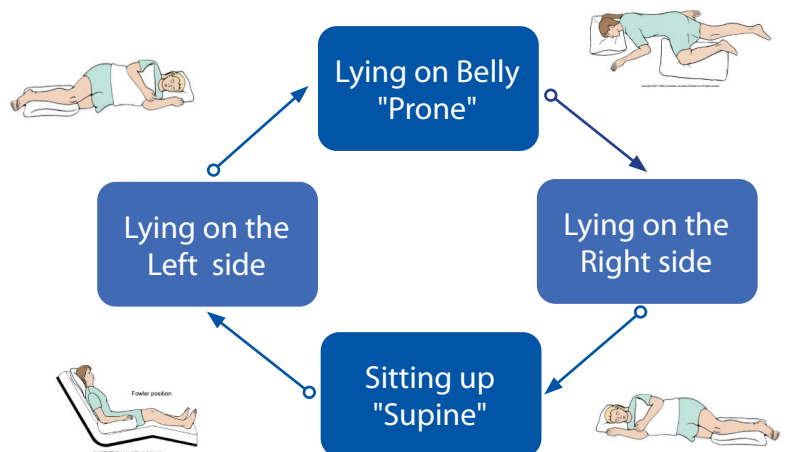 Lying on Belly
"Prone"
Lying on the
Left side
Lying on the
Right side
Sitting up
"Supine"
Fowler position